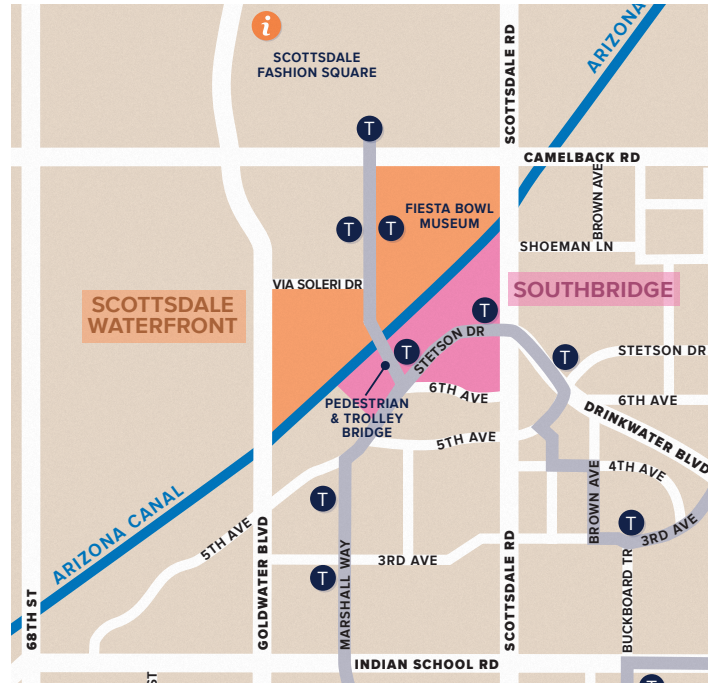 i
SCOTTSDALE
FASHION SQUARE
SCOTTSDALE RD
ARIZONA
T
CAMELBACK RD
BROWN AVE
FIESTA BOWL
MUSEUM
T
T
SHOEMAN LN
VIA SOLERI DR
SCOTTSDALE
WATERFRONT
SOUTHBRIDGE
T
STETSON DR
T
T
STETSON DR
6TH AVE
6TH AVE
PEDESTRIAN
& TROLLEY
BRIDGE
DRINKWATER BLVD
5TH AVE
4TH AVE
ARIZONA CANAL
T
BROWN AVE
T
3RD AVE
5TH AVE
GOLDWATER BLVD
3RD AVE
MARSHALL WAY
SCOTTSDALE RD
T
BUCKBOARD TR
68TH ST
INDIAN SCHOOL RD
ST
T